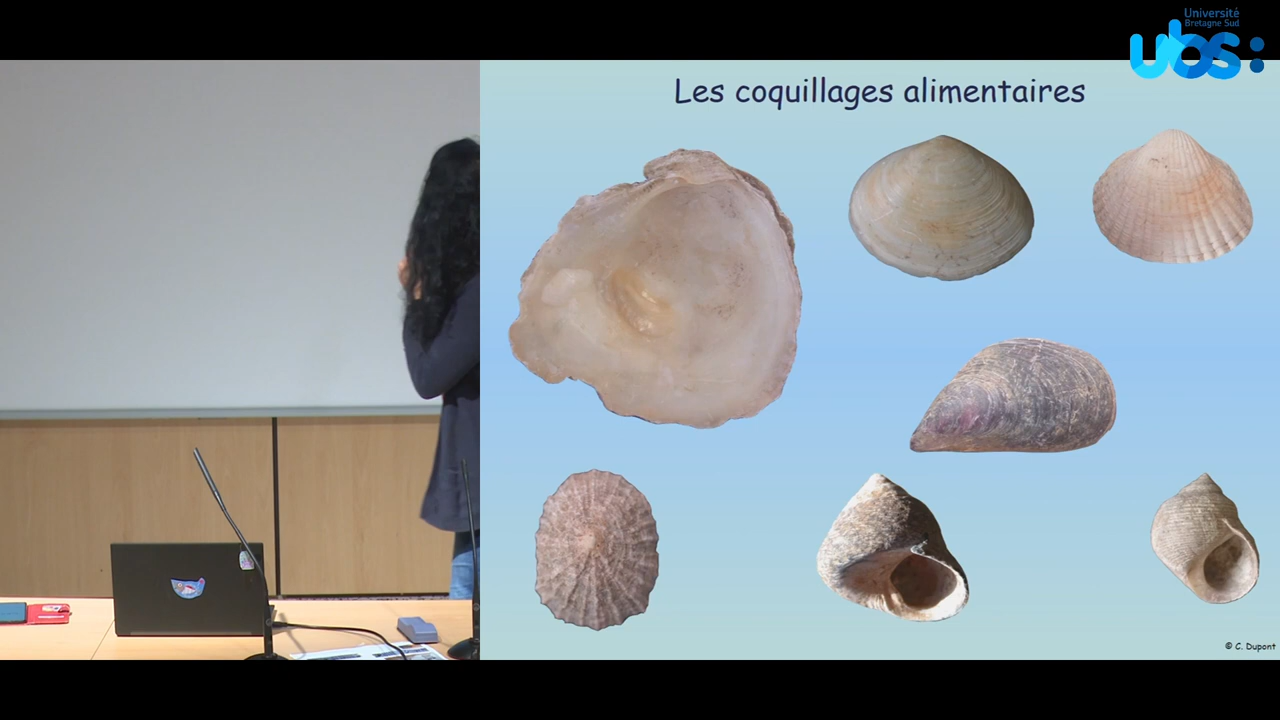 Université
Bretagne Sud
ubs:
Les coquillages alimentaires
© C. Dupont